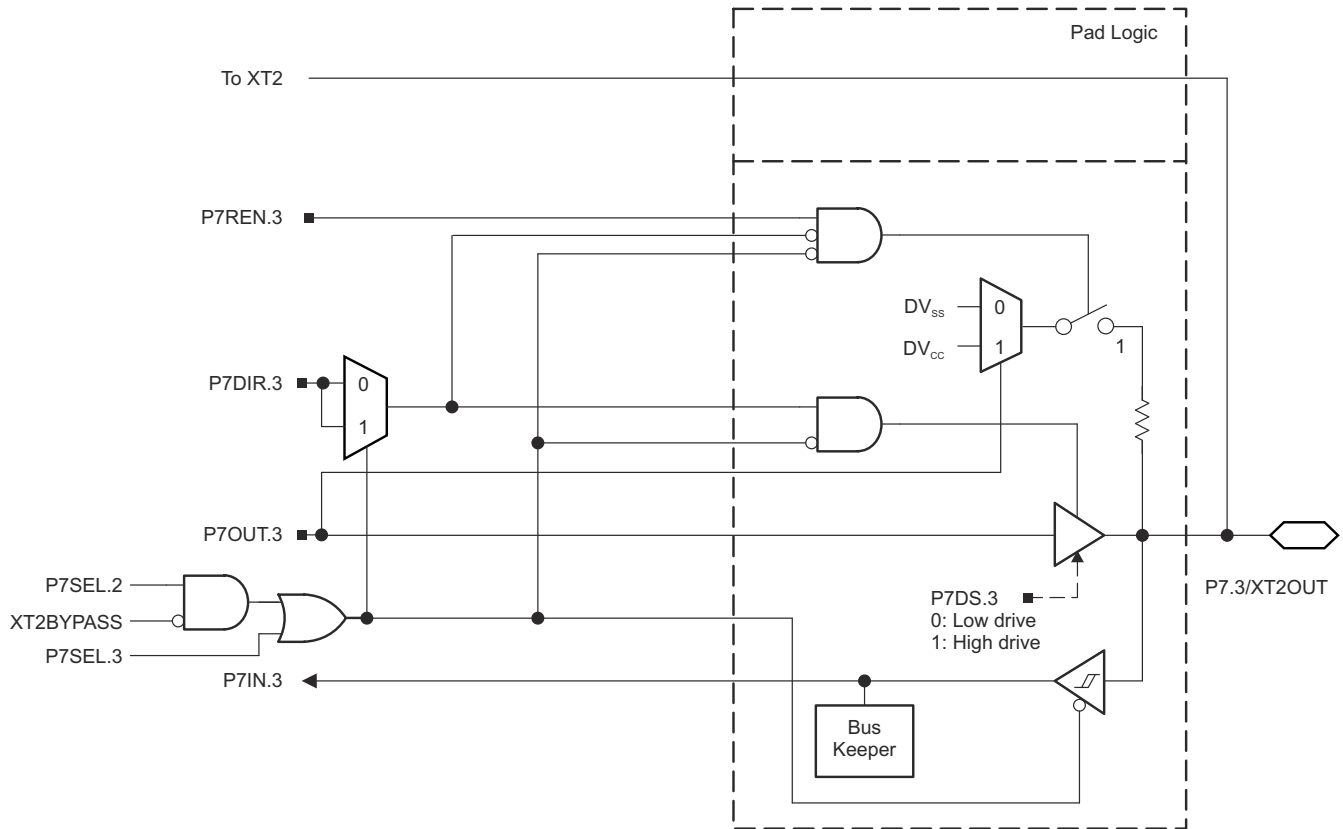 Pad Logic
To XT2
P7REN.3
DVSS
0
DVCC
1
1
P7DIR.3
0
1
P7OUT.3
P7SEL.2
XT2BYPASS
P7SEL.3
P7DS.3
0: Low drive
1: High drive
P7.3/XT2OUT
P7IN.3
Bus
Keeper